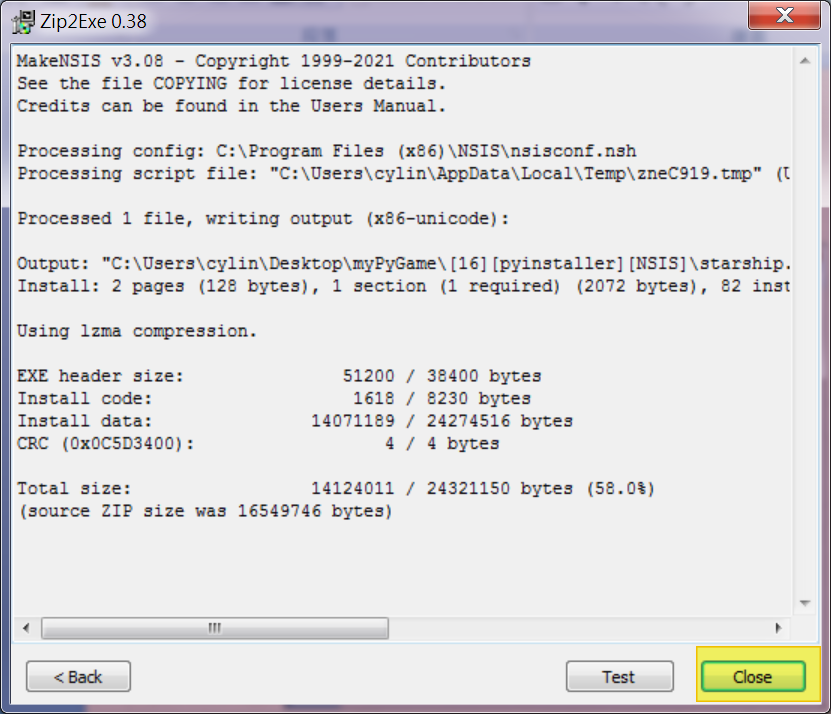 Zip2Exe 0.38
MakeNSIS v3.08 - Copyright 1999-2021 Contributors
See the file COPYING for license details.
Credits can be found in the Users Manual.
Processing config: C:\Program Files (x86)\NSIS\nsisconf.nsh
Processing script file: "C:\Users\cylin\AppData\Local\Temp\zneC919.tmp" (U
Processed 1 file, writing output (x86-unicode):
Output: "C:\Users\cylin\Desktop\myPyGame\[16][pyinstaller][NSIS]\starship.
Install: 2 pages (128 bytes), 1 section (1 required) (2072 bytes), 82 inst
Using lzma compression.
EXE header size: 51200 / 38400 bytes
Install code: 1618 / 8230 bytes
Install data: 14071189 / 24274516 bytes
CRC (0x0C5D3400): 4 / 4 bytes
Total size: 14124011 / 24321150 bytes (58.0%)
(source ZIP size was 16549746 bytes)
< Back Test Close